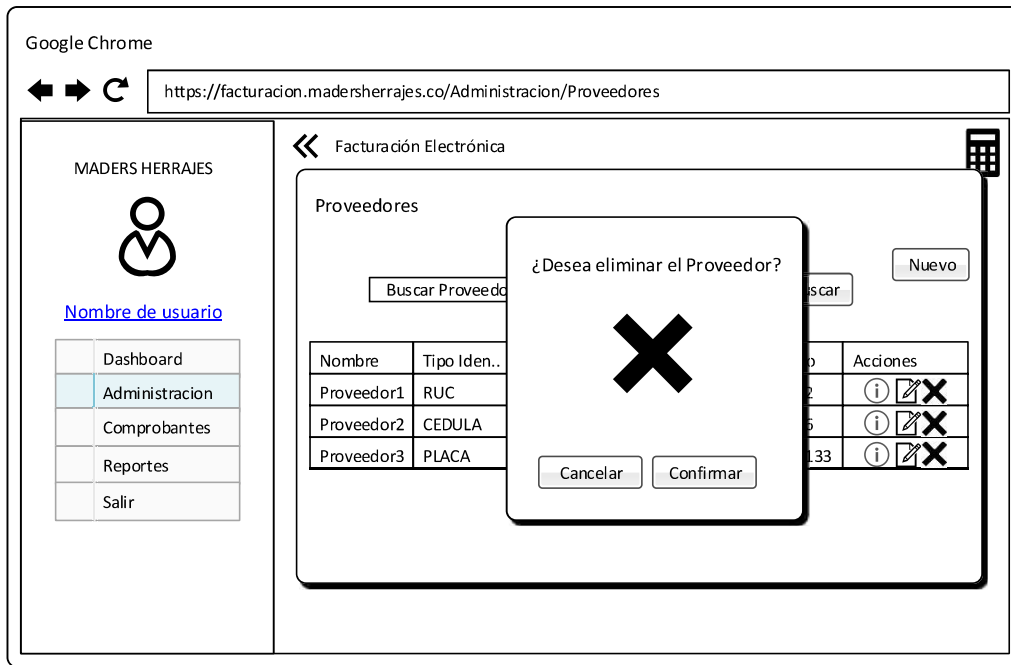 Google Chrome
https://facturacion.madersherrajes.co/Administracion/Proveedores
MADERS HERRAJES
Nombre de usuario
Dashboard
Administracion
Comprobantes
Reportes
Salir
Facturación Electrónica
Proveedores
Nuevo
Buscar Proveedo
scar
Nombre Tipo Iden.. o Acciones
Proveedor1 RUC 2
Proveedor2 CEDULA
Proveedor3 PLACA 133
¿Desea eliminar el Proveedor?
Cancelar Confirmar